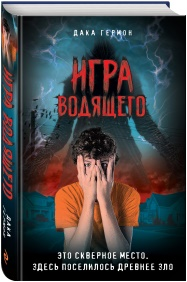 ДАКА ГЕРМОН
ИГРА
ВОДЯЩЕГО
ЭТО СКВЕРНОЕ МЕСТО.
ЗДЕСЬ ПОСЕЛИЛОСЬ ДРЕВНЕЕ ЗЛО
ИГРА ВОДЯЩЕГО